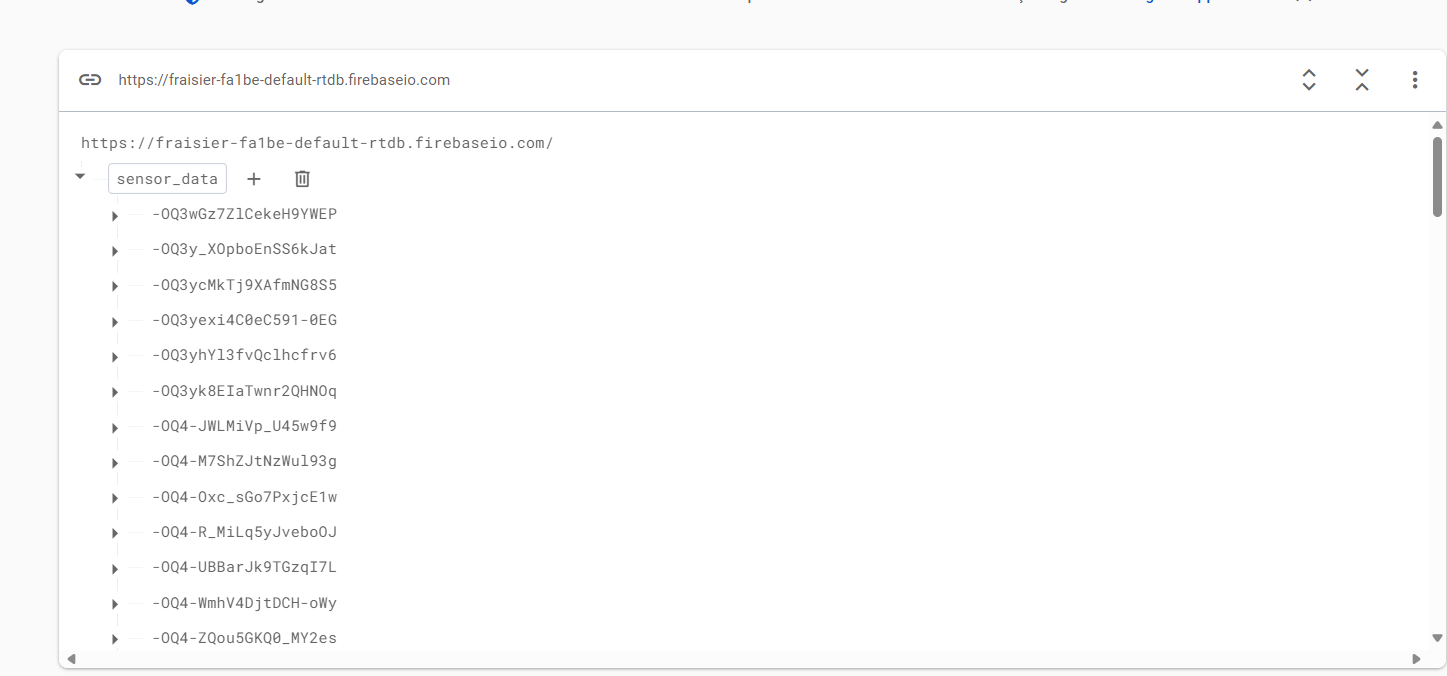 https://fraisier-fa1be-default-rtdb.firebaseio.com
https://fraisier-fa1be-default-rtdb.firebaseio.com/
sensor_data
-OQ3wGz7ZlCekeH9YWEP
-OQ3y_XOpboEnSS6kJat
-OQ3ycMkTj9XAfmNG8S5
-OQ3yexi4C0eC591-0EG
-OQ3yhYl3fvQclhcfrv6
-OQ3yk8EIaTwnr2QHNOq
-OQ4-JWLMiVp_U45w9f9
-OQ4-M7ShZJtNzWul93g
-OQ4-Oxc_sGo7PxjcE1w
-OQ4-R_MiLq5yJveboOJ
-OQ4-UBBarJk9TGzqI7L
-OQ4-WmhV4DjtDCH-oWy
-OQ4-ZQou5GKQ0_MY2es